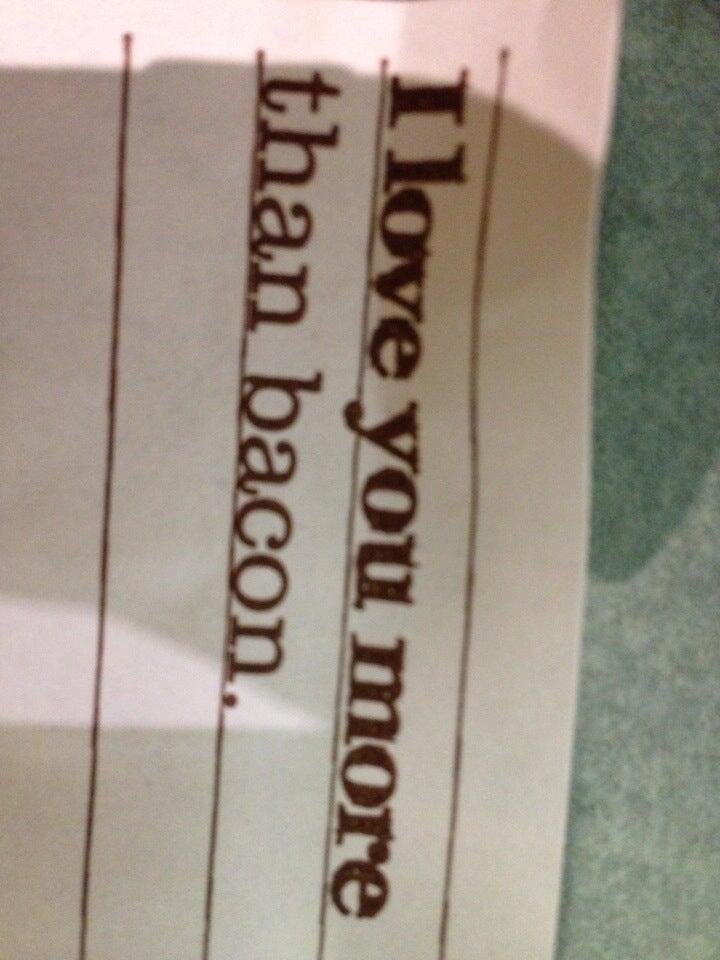 I love you more
than bacon.